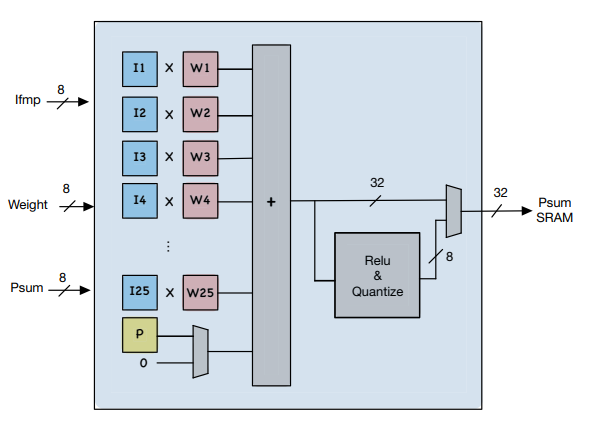 I1 X W1
8
Ifmp
I2 X W2
I3 X W3
8
Weight
I4 X W4
+
32
32
Psum
SRAM
⋮
Relu
&
Quantize
8
8
Psum
I25 X W25
P
0